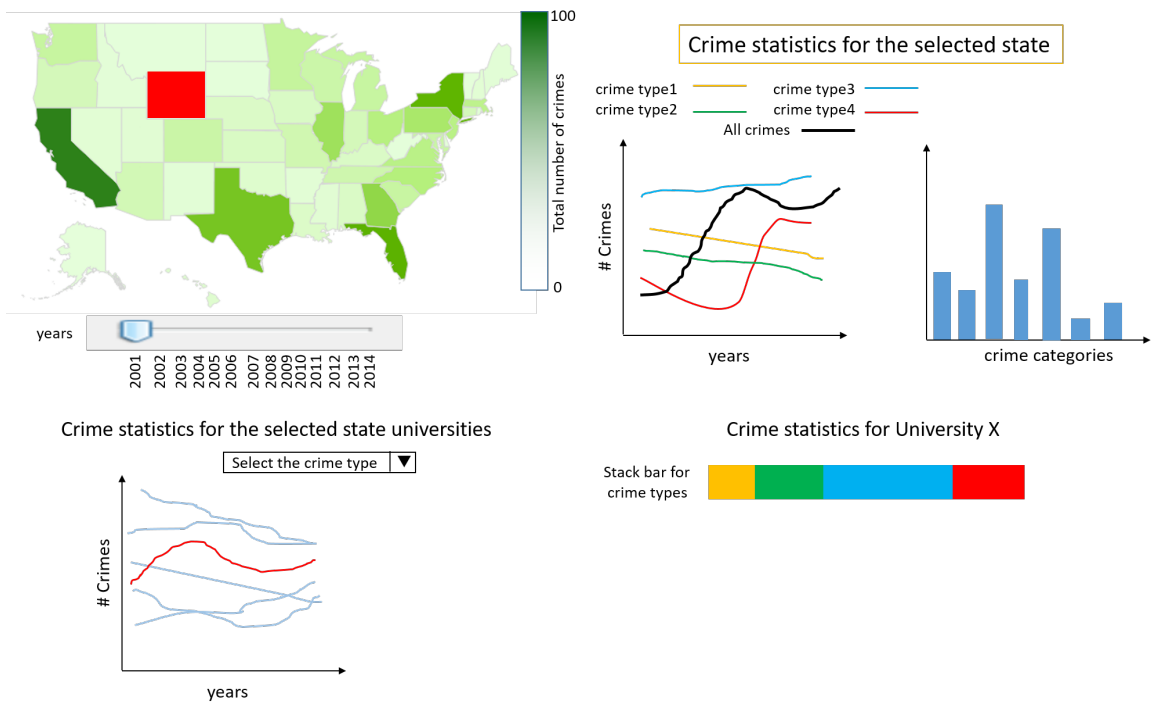 100
Total number of crimes
0
years
2001
2002
2003
2004
2005
2006
2007
2008
2009
2010
2011
2012
2013
2014
Crime statistics for the selected state
crime type1
crime type3
crime type2
crime type4
All crimes
# Crimes
years
crime categories
Crime statistics for the selected state universities
Select the crime type
# Crimes
years
Crime statistics for University X
Stack bar for
crime types